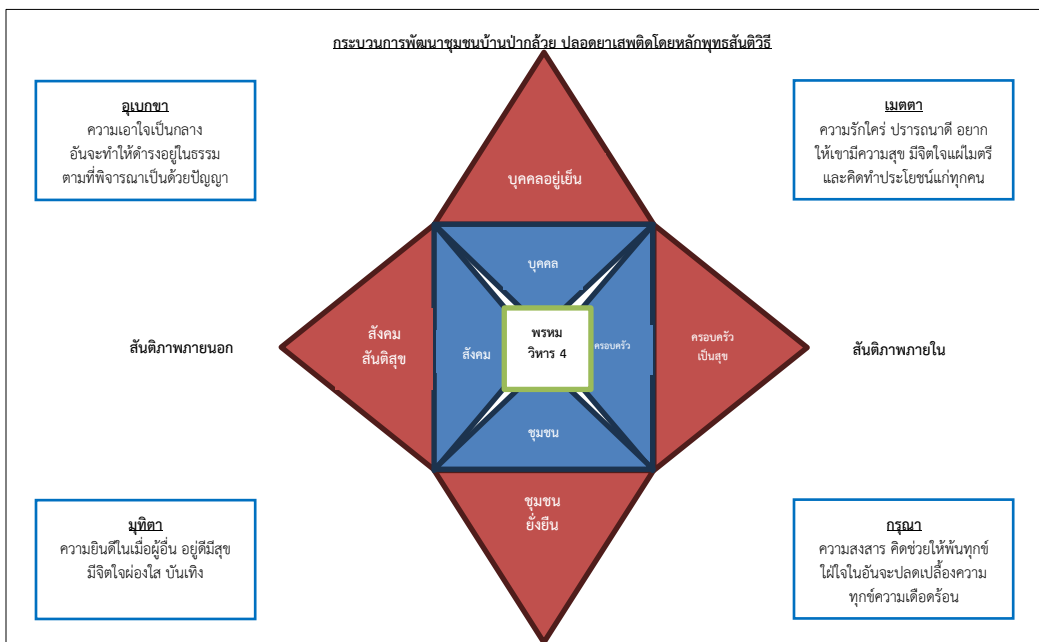 กระบวนการพัฒนาชุมชนบ้านป่ากล้วย ปลอดยาเสพติดโดยหลักพุทธสันติวิธี
อุเบกขา
ความเอาใจเป็นกลาง
อันจะทำให้ดำรงอยู่ในธรรม
ตามที่พิจารณาเป็นด้วยปัญญา
เมตตา
ความรักใคร่ ปรารถนาดี อยาก
ให้เขามีความสุข มีจิตใจแผ่ไมตรี
และคิดทำประโยชน์แก่ทุกคน
บุคคลอยู่เย็น
บุคคล
สันติภาพภายนอก
สังคม
สันติสุข
สังคม
พรหม
วิหาร 4
ครอบครัว
ครอบครัว
เป็นสุข
สันติภาพภายใน
ชุมชน
ชุมชน
ยั่งยืน
มุทิตา
ความยินดีในเมื่อผู้อื่น อยู่ดีมีสุข
มีจิตใจผ่องใส บันเทิง
กรุณา
ความสงสาร คิดช่วยให้พ้นทุกข์
ใฝ่ใจในอันจะปลดเปลื้องความ
ทุกข์ความเดือดร้อน